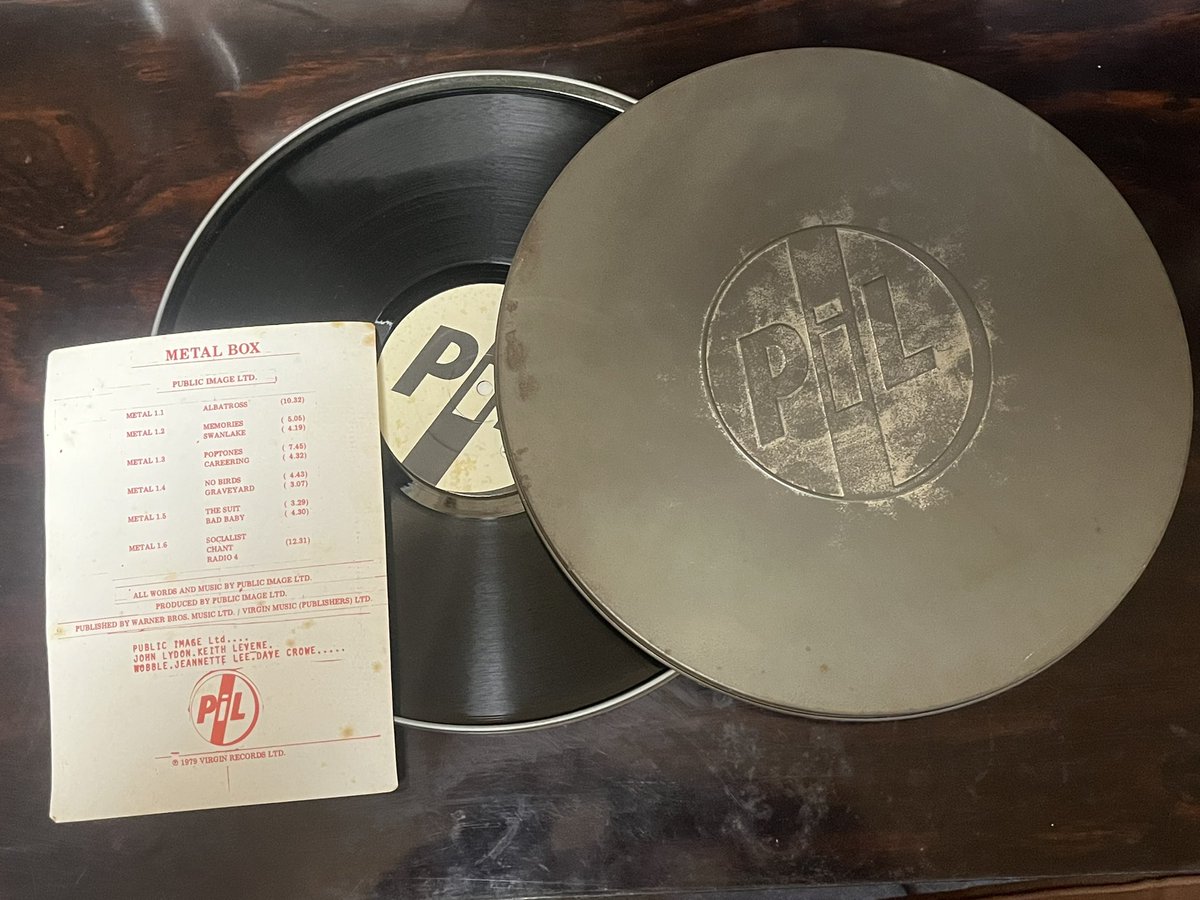 METAL BOX
PUBLIC IMAGE LTD.
METAL 1.1 ALBATROSS (10.32)
METAL 1.2 MEMORIES ( 5.05)
SWANLAKE ( 4.19)
METAL 1.3 POPTONES ( 7.45)
CAREERING ( 4.32)
METAL 1.4 NO BIRDS ( 4.43)
GRAVEYARD ( 3.07)
METAL 1.5 THE SUIT ( 3.29)
BAD BABY ( 4.30)
METAL 1.6 SOCIALIST (12.31)
CHANT
RADIO 4
ALL WORDS AND MUSIC BY PUBLIC IMAGE LTD.
PRODUCED BY PUBLIC IMAGE LTD.
PUBLISHED BY WARNER BROS. MUSIC LTD. / VIRGIN MUSIC (PUBLISHERS) LTD.
PUBLIC IMAGE Ltd....
JOHN LYDON.KEITH LEVENE.
WOBBLE.JEANNETTE LEE.DAVE CROWE.....
PiL
℗ 1979 VIRGIN RECORDS LTD.
Pi
PiL